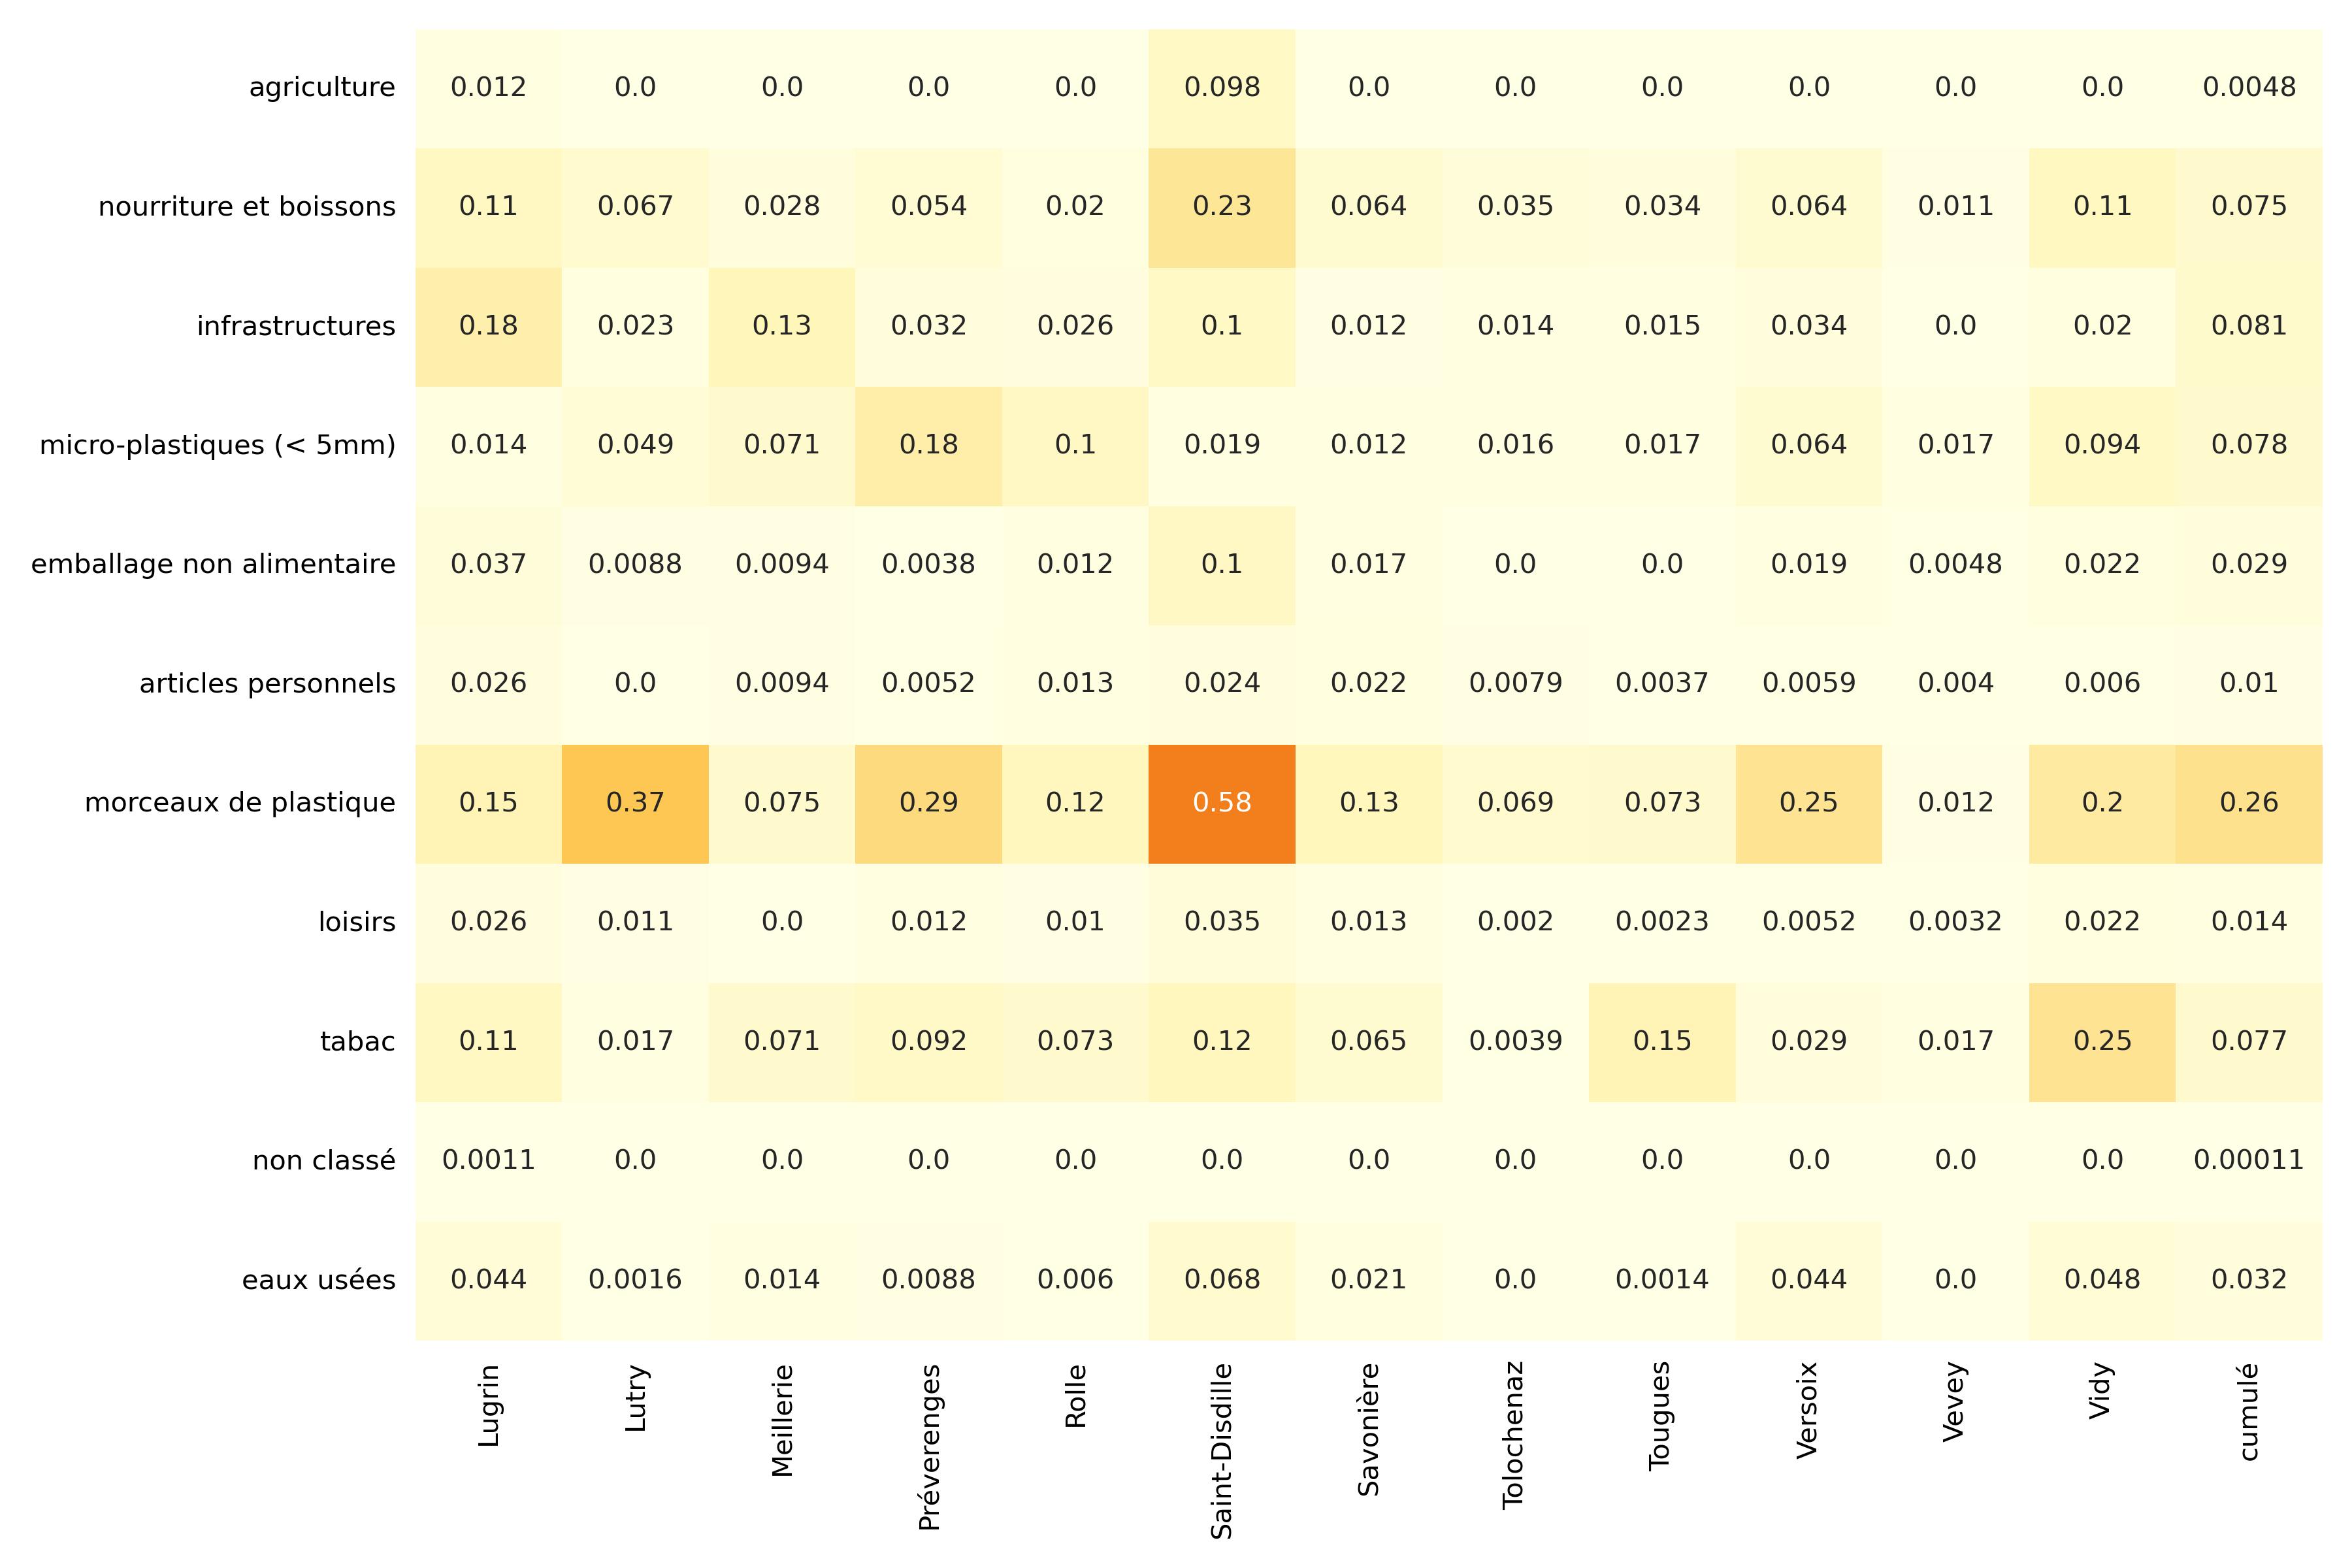 agriculture 0.012 0.0 0.0 0.0 0.0 0.098 0.0 0.0 0.0 0.0 0.0 0.0 0.0048
nourriture et boissons 0.11 0.067 0.028 0.054 0.02 0.23 0.064 0.035 0.034 0.064 0.011 0.11 0.075
infrastructures 0.18 0.023 0.13 0.032 0.026 0.1 0.012 0.014 0.015 0.034 0.0 0.02 0.081
micro-plastiques (< 5mm) 0.014 0.049 0.071 0.18 0.1 0.019 0.012 0.016 0.017 0.064 0.017 0.094 0.078
emballage non alimentaire 0.037 0.0088 0.0094 0.0038 0.012 0.1 0.017 0.0 0.0 0.019 0.0048 0.022 0.029
articles personnels 0.026 0.0 0.0094 0.0052 0.013 0.024 0.022 0.0079 0.0037 0.0059 0.004 0.006 0.01
morceaux de plastique 0.15 0.37 0.075 0.29 0.12 0.58 0.13 0.069 0.073 0.25 0.012 0.2 0.26
loisirs 0.026 0.011 0.0 0.012 0.01 0.035 0.013 0.002 0.0023 0.0052 0.0032 0.022 0.014
tabac 0.11 0.017 0.071 0.092 0.073 0.12 0.065 0.0039 0.15 0.029 0.017 0.25 0.077
non classé 0.0011 0.0 0.0 0.0 0.0 0.0 0.0 0.0 0.0 0.0 0.0 0.0 0.00011
eaux usées 0.044 0.0016 0.014 0.0088 0.006 0.068 0.021 0.0 0.0014 0.044 0.0 0.048 0.032
Lugrin Lutry Meillerie Préverenges Rolle Saint-Disdille Savonière Tolochenaz Tougues Versoix Vevey Vidy cumulé